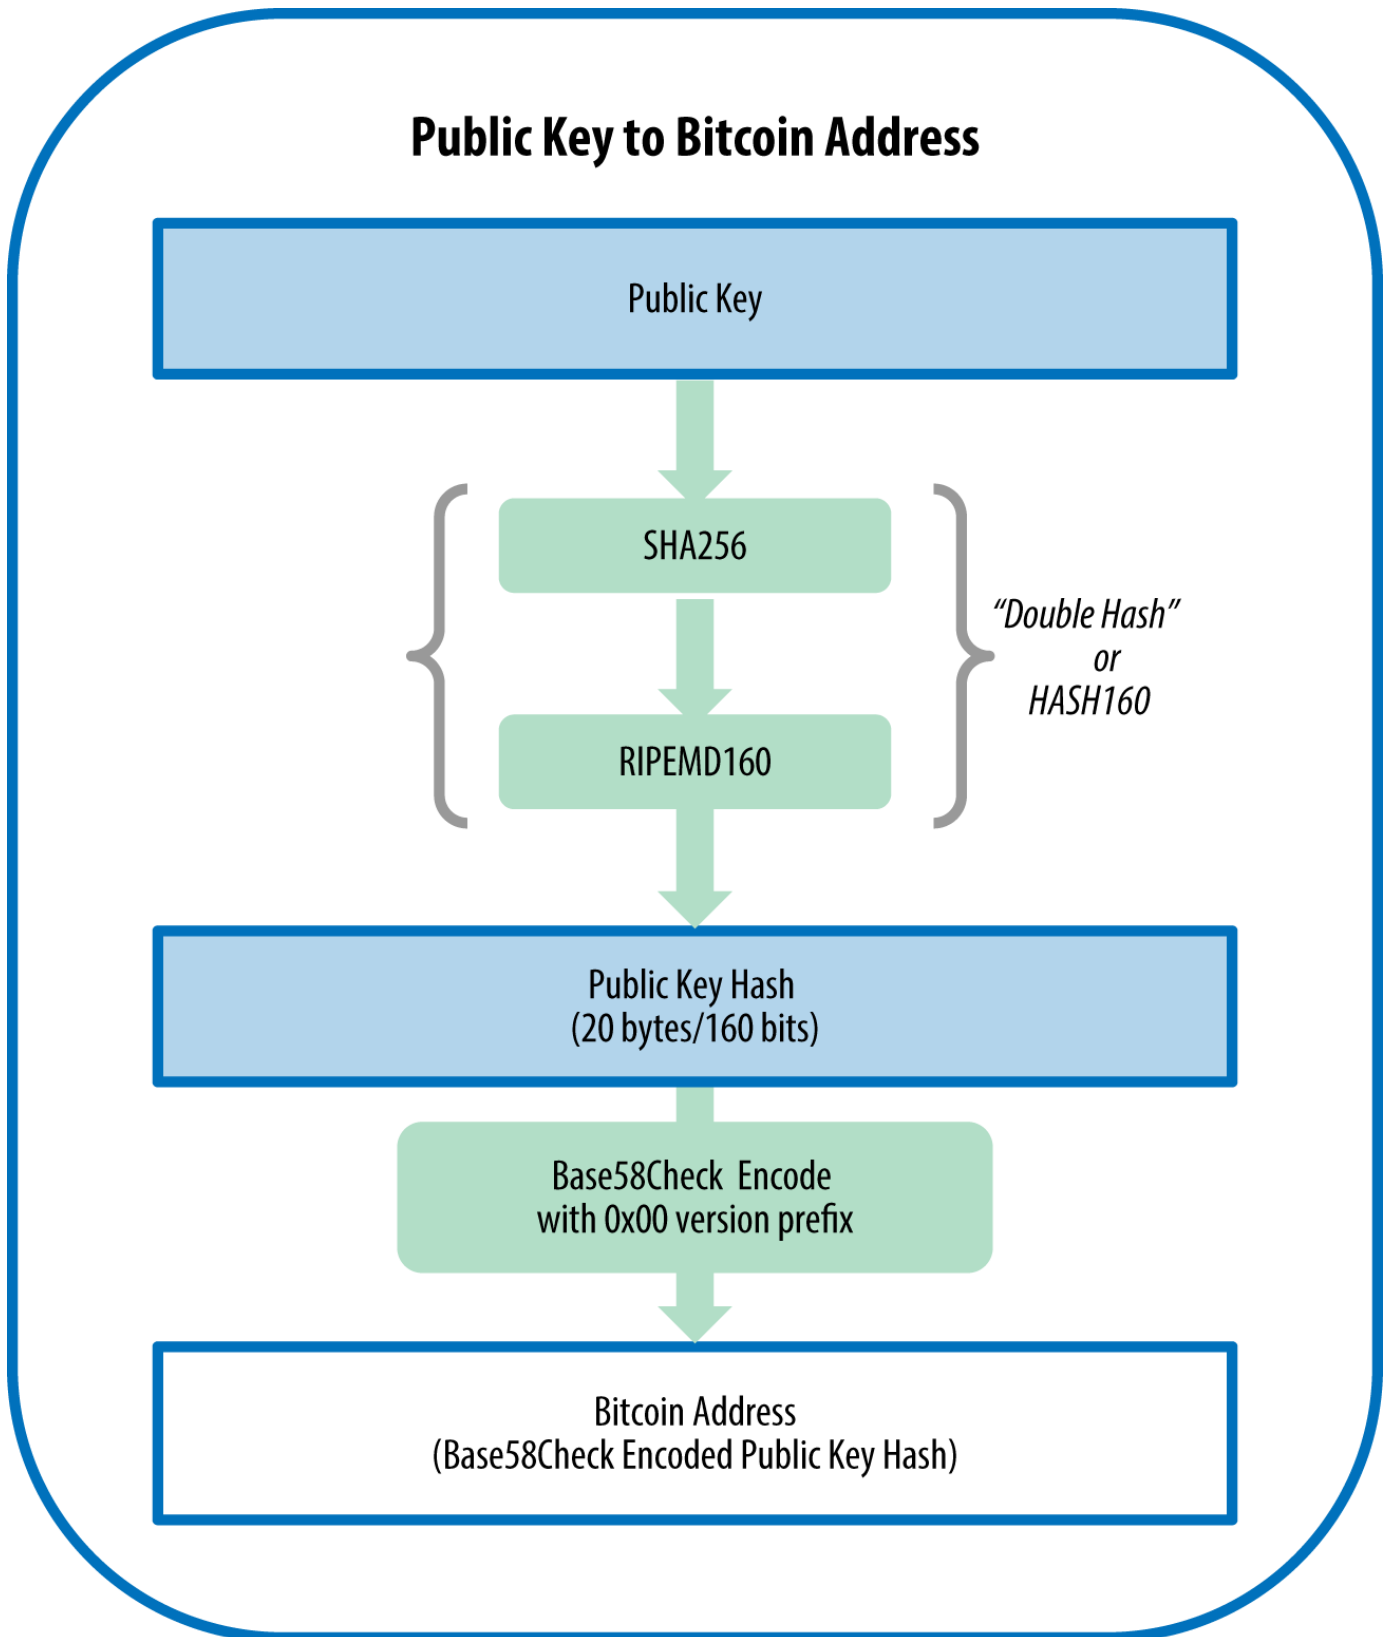 Public Key to Bitcoin Address
Public Key
SHA256
“Double Hash”
or
HASH160
RIPEMD160
Public Key Hash
(20 bytes/160 bits)
Base58Check Encode
with 0x00 version prefix
Bitcoin Address
(Base58Check Encoded Public Key Hash)